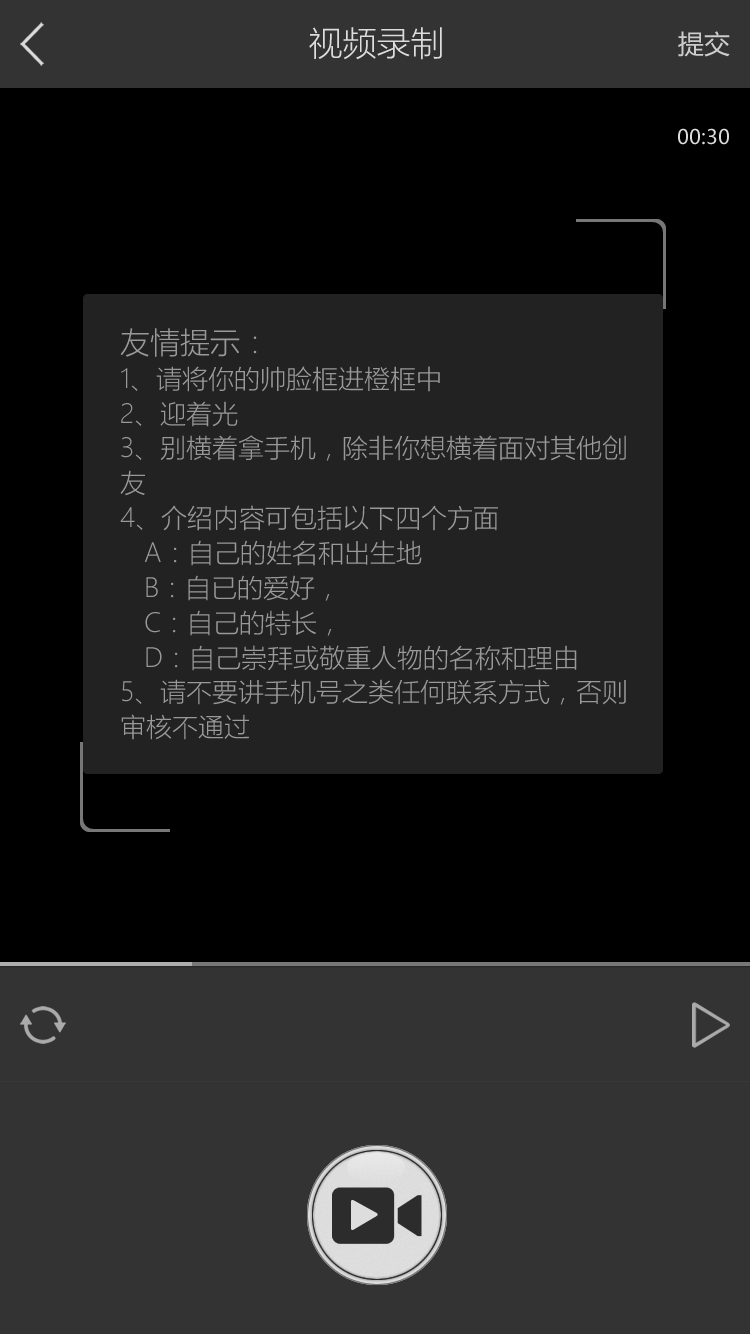 视频录制
提交
00:30
友情提示：
1、请将你的帅脸框进橙框中
2、迎着光
3、别横着拿手机，除非你想横着面对其他创
友
4、介绍内容可包括以下四个方面
A：自己的姓名和出生地
B：自已的爱好，
C：自己的特长，
D：自己崇拜或敬重人物的名称和理由
5、请不要讲手机号之类任何联系方式，否则
审核不通过